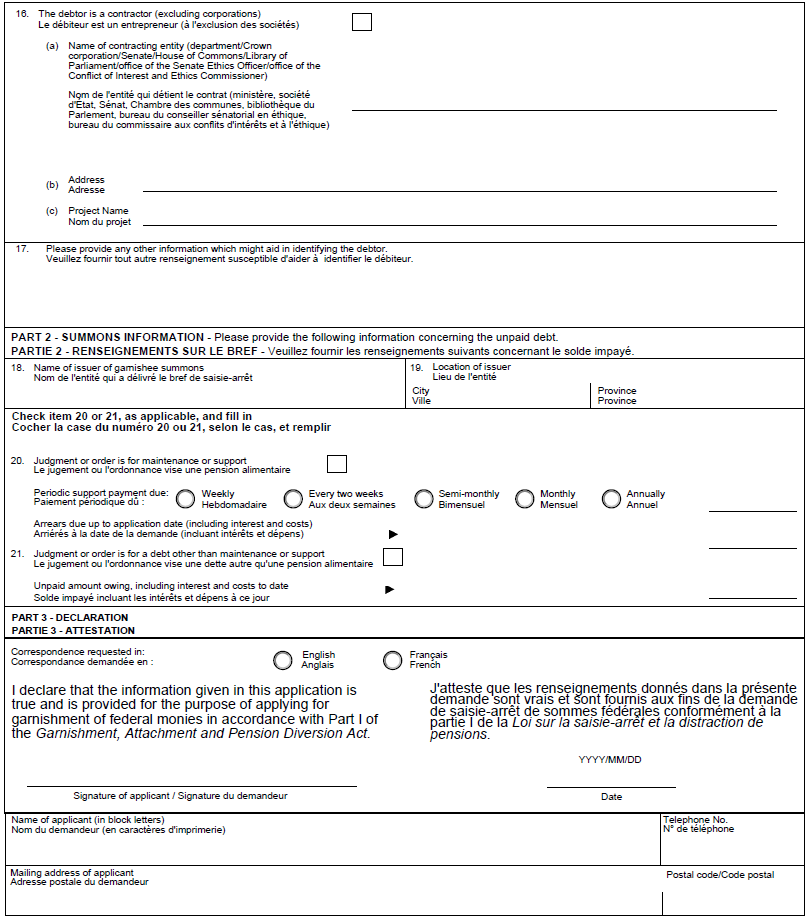 16. The debtor is a contractor (excluding corporations)
Le débiteur est un entrepreneur (à l'exclusion des sociétés)
(a) Name of contracting entity (department/Crown
corporation/Senate/House of Commons/Library of
Parliament/office of the Senate Ethics Officer/office of the
Conflict of Interest and Ethics Commissioner)
Nom de l'entité qui détient le contrat (ministère, société
d'État, Sénat, Chambre des communes, bibliothèque du
Parlement, bureau du conseiller sénatorial en éthique,
bureau du commissaire aux conflits d'intérêts et à l'éthique)
(b) Address
Adresse
(c) Project Name
Nom du projet
17. Please provide any other information which might aid in identifying the debtor.
Veuillez fournir tout autre renseignement susceptible d'aider à identifier le débiteur.
PART 2 - SUMMONS INFORMATION - Please provide the following information concerning the unpaid debt.
PARTIE 2 - RENSEIGNEMENTS SUR LE BREF - Veuillez fournir les renseignements suivants concernant le solde impayé.
18. Name of issuer of garnishee summons
Nom de l'entité qui a délivré le bref de saisie-arrêt
19. Location of issuer
Lieu de l'entité
City
Ville
Province
Province
Check item 20 or 21, as applicable, and fill in
Cocher la case du numéro 20 ou 21, selon le cas, et remplir
20. Judgment or order is for maintenance or support
Le jugement ou l'ordonnance vise une pension alimentaire
Periodic support payment due:
Paiement périodique dû :
Weekly
Hebdomadaire
Every two weeks
Aux deux semaines
Semi-monthly
Bimensuel
Monthly
Mensuel
Annually
Annuel
Arrears due up to application date (including interest and costs)
Arriérés à la date de la demande (incluant intérêts et dépens)
21. Judgment or order is for a debt other than maintenance or support
Le jugement ou l'ordonnance vise une dette autre qu'une pension alimentaire
Unpaid amount owing, including interest and costs to date
Solde impayé incluant les intérêts et dépens à ce jour
PART 3 - DECLARATION
PARTIE 3 - ATTESTATION
Correspondence requested in:
Correspondance demandée en :
English
Anglais
Français
French
I declare that the information given in this application is
true and is provided for the purpose of applying for
garnishment of federal monies in accordance with Part I of
the Garnishment, Attachment and Pension Diversion Act.
J'atteste que les renseignements donnés dans la présente
demande sont vrais et sont fournis aux fins de la demande
de saisie-arrêt de sommes fédérales conformément à la
partie I de la Loi sur la saisie-arrêt et la distraction de
pensions.
YYYY/MM/DD
Signature of applicant / Signature du demandeur
Date
Name of applicant (in block letters)
Nom du demandeur (en caractères d'imprimerie)
Telephone No.
N° de téléphone
Mailing address of applicant
Adresse postale du demandeur
Postal code/Code postal